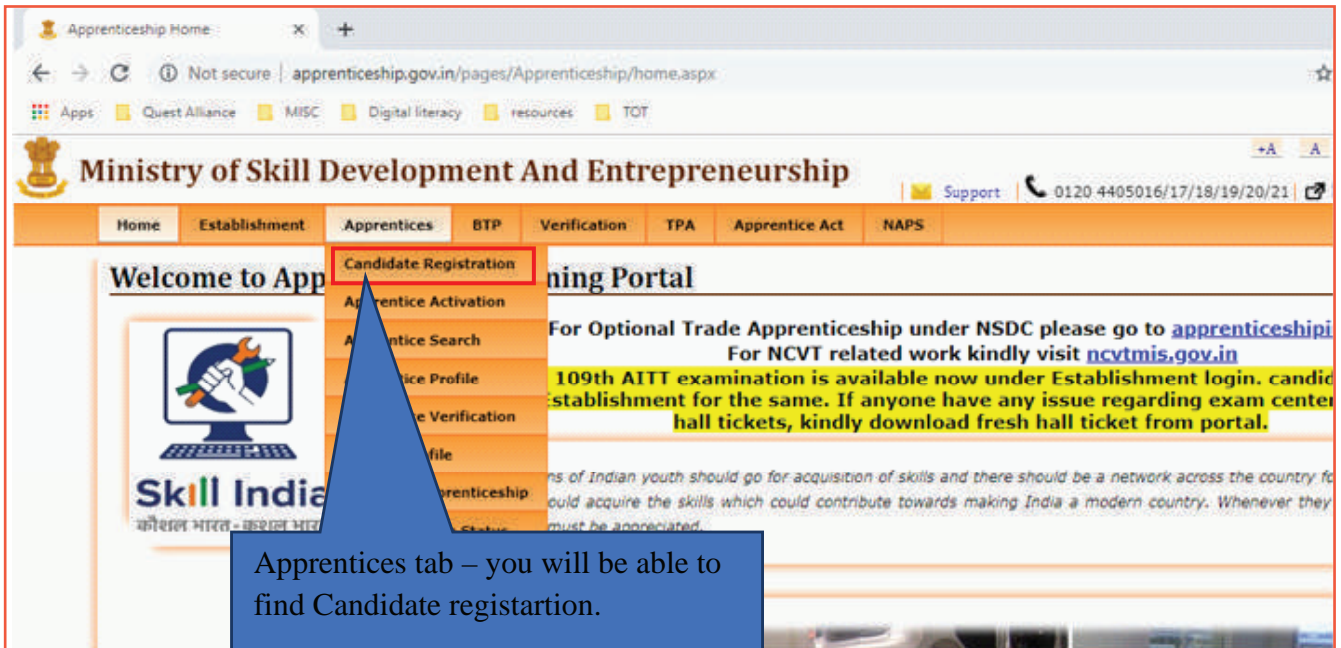 Apprenticeship Home
Not secure | apprenticeship.gov.in/pages/Apprenticeship/home.aspx
Apps Quest Alliance MISC Digital literacy resources TOT
Ministry of Skill Development And Entrepreneurship
+A A
Support 0120 4405016/17/18/19/20/21
Home Establishment Apprentices BTP Verification TPA Apprentice Act NAPS
Candidate Registration
Welcome to App ning Portal
Apprentice Activation
For Optional Trade Apprenticeship under NSDC please go to apprenticeshipi
For NCVT related work kindly visit ncvtmis.gov.in
109th AITT examination is available now under Establishment login. candid
Establishment for the same. If anyone have any issue regarding exam center
hall tickets, kindly download fresh hall ticket from portal.
Search
Profile
Verification
file
renticeship
Status
Skill India
कौशल भारत - कुशल भार
ns of Indian youth should go for acquisition of skills and there should be a network across the country fo
ould acquire the skills which could contribute towards making India a modern country. Whenever they
must be appreciated.
Apprentices tab – you will be able to
find Candidate registartion.